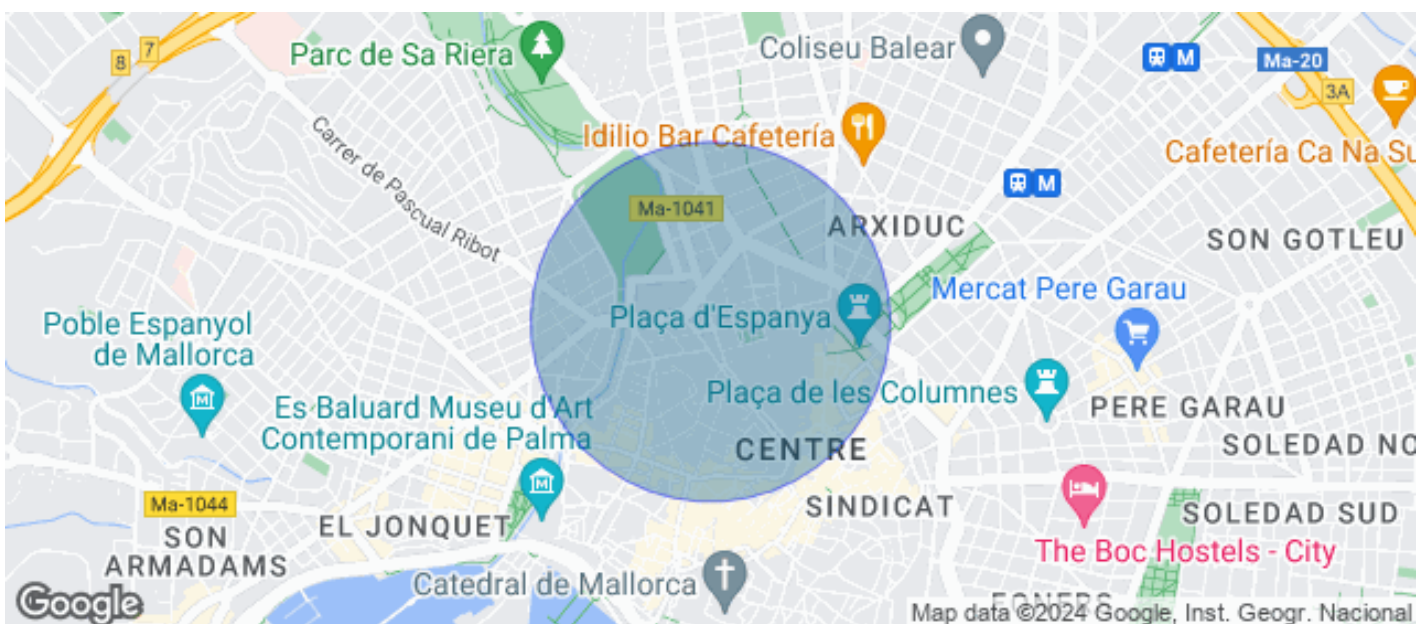 8
7
Parc de Sa Riera
Coliseu Balear
M
Ma-20
3A
Idilio Bar Cafetería
Cafetería Ca Na Su
Carrer de Pascual Ribot
M
Ma-1041
ARXIDUC
SON GOTLEU
Mercat Pere Garau
Plaça d'Espanya
Poble Espanyol
de Mallorca
Plaça de les Columnes
PERE GARAU
Es Baluard Museu d'Art
Contemporani de Palma
CENTRE
SOLEDAD NO
Ma-1044
EL JONQUET
SINDICAT
SOLEDAD SUD
SON
ARMADAMS
The Boc Hostels - City
Catedral de Mallorca
FONERS
Google
Map data ©2024 Google, Inst. Geogr. Nacional